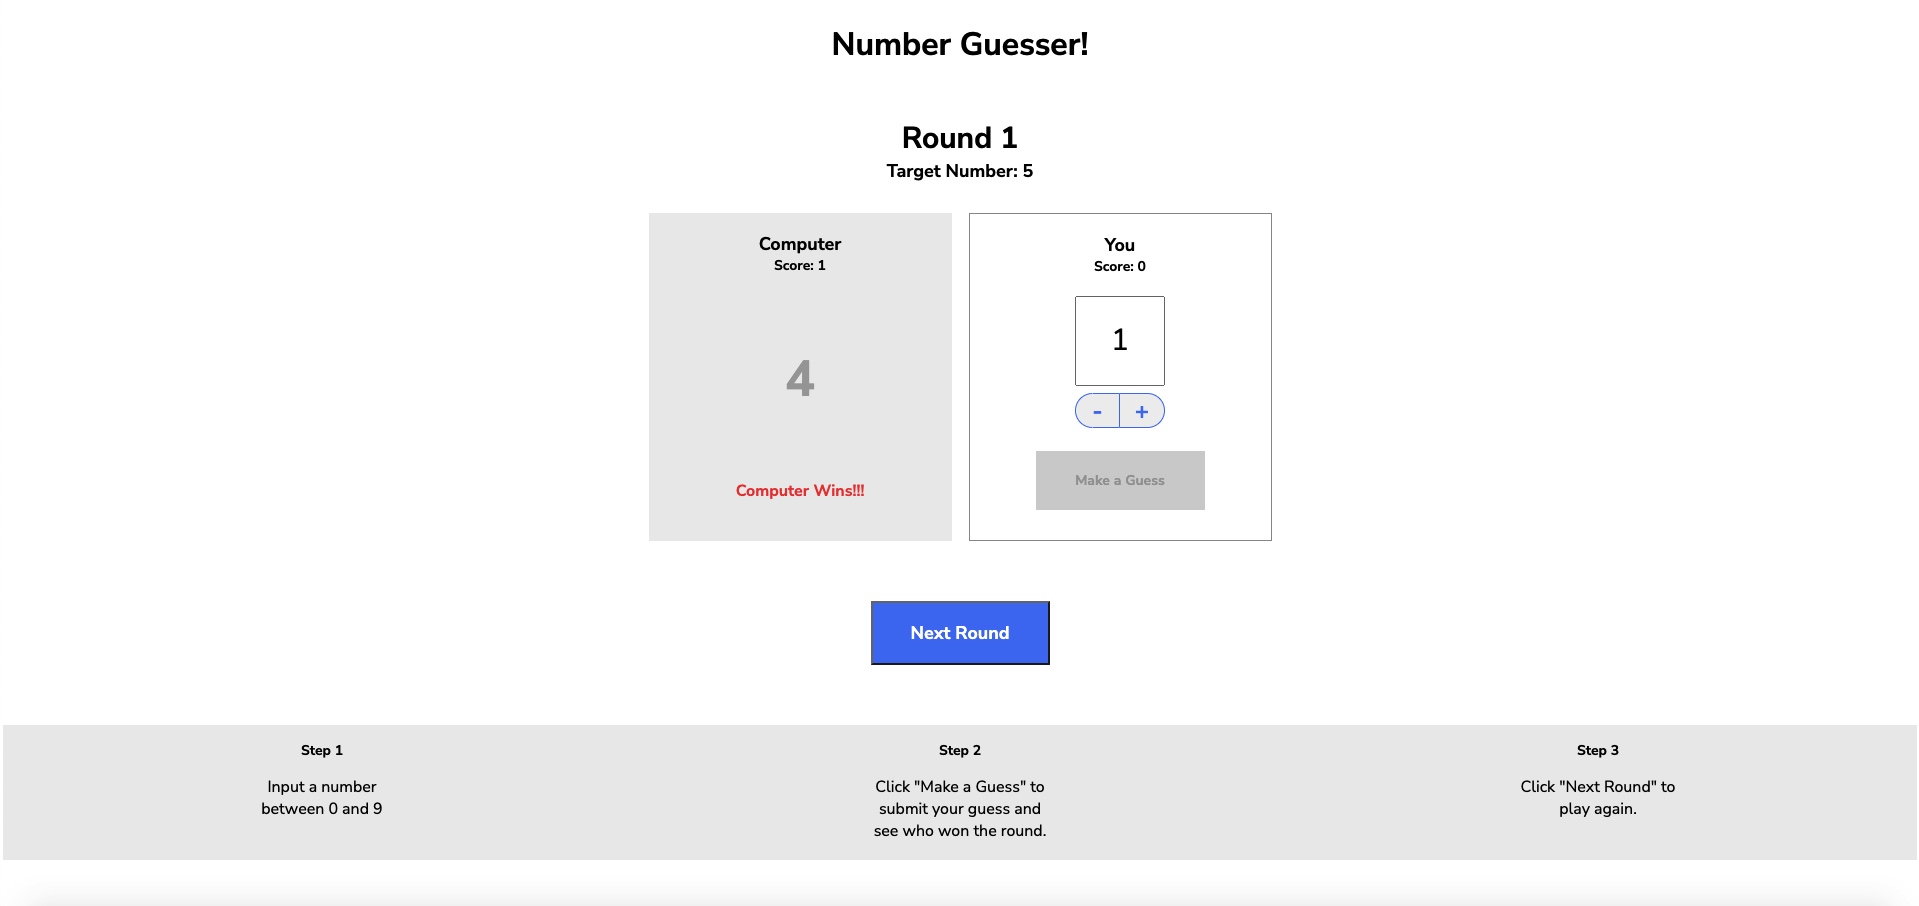 Number Guesser!
Round 1
Target Number: 5
Computer
Score: 1
4
Computer Wins!!!
You
Score: 0
1
- +
Make a Guess
Next Round
Step 1
Input a number
between 0 and 9
Step 2
Click "Make a Guess" to
submit your guess and
see who won the round.
Step 3
Click "Next Round" to
play again.